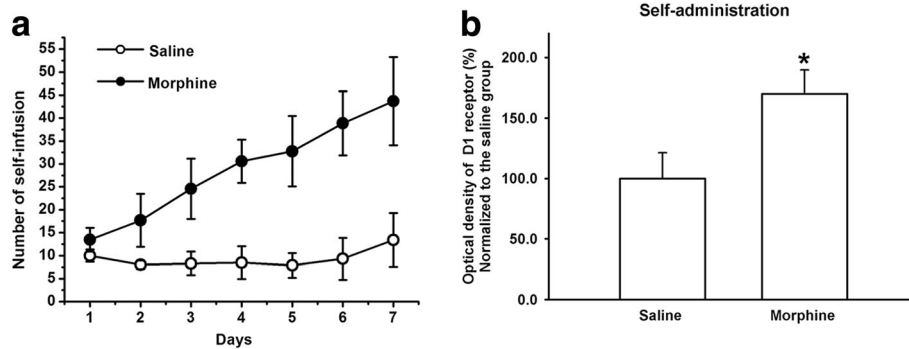 a
55
50
45
40
35
30
25
20
15
10
5
0
Number of self-infusion
Saline
Morphine
1 2 3 4 5 6 7
Days
b
Self-administration
Optical density of D1 receptor (%)
Normalized to the saline group
200.0
150.0
100.0
50.0
0.0
*
Saline Morphine